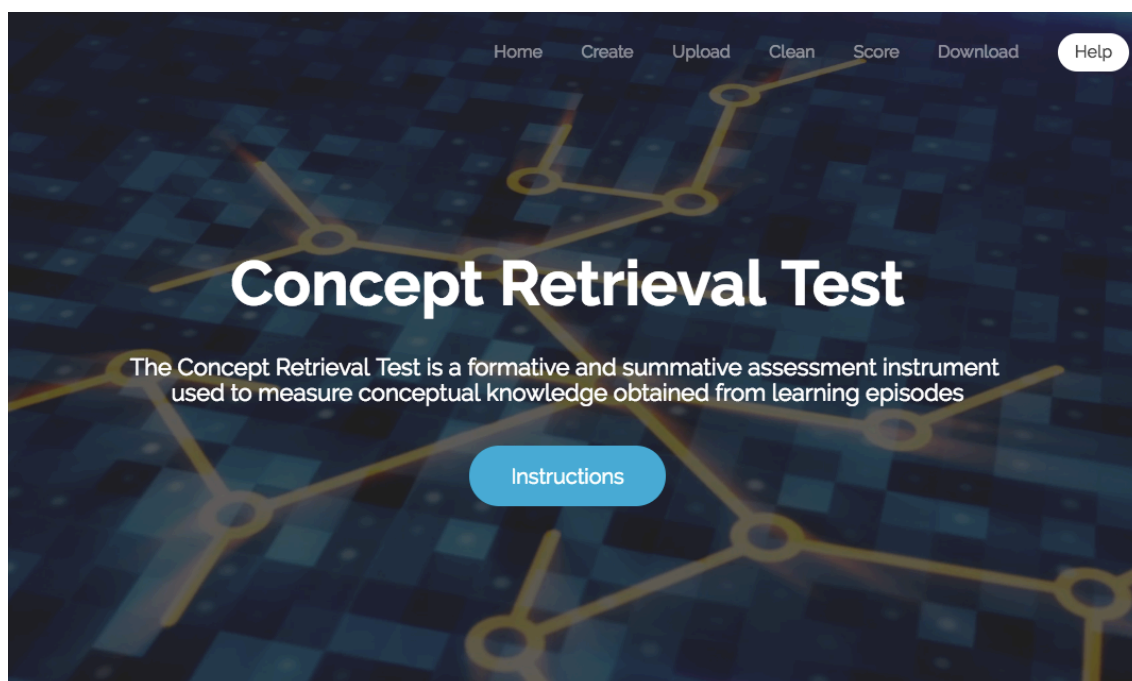 Home Create Upload Clean Score Download Help
Concept Retrieval Test
The Concept Retrieval Test is a formative and summative assessment instrument
used to measure conceptual knowledge obtained from learning episodes
Instructions